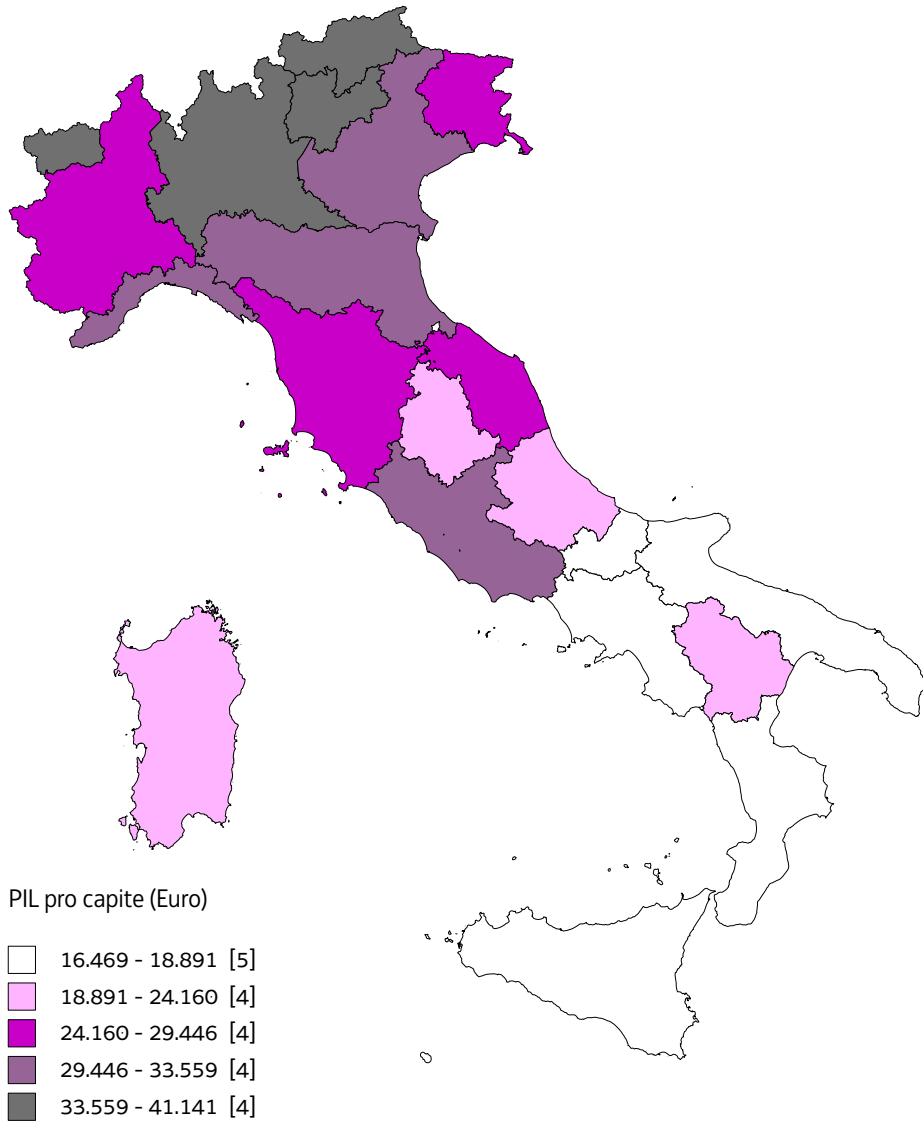 PIL pro capite (Euro)
16.469 - 18.891 [5]
18.891 - 24.160 [4]
24.160 - 29.446 [4]
29.446 - 33.559 [4]
33.559 - 41.141 [4]